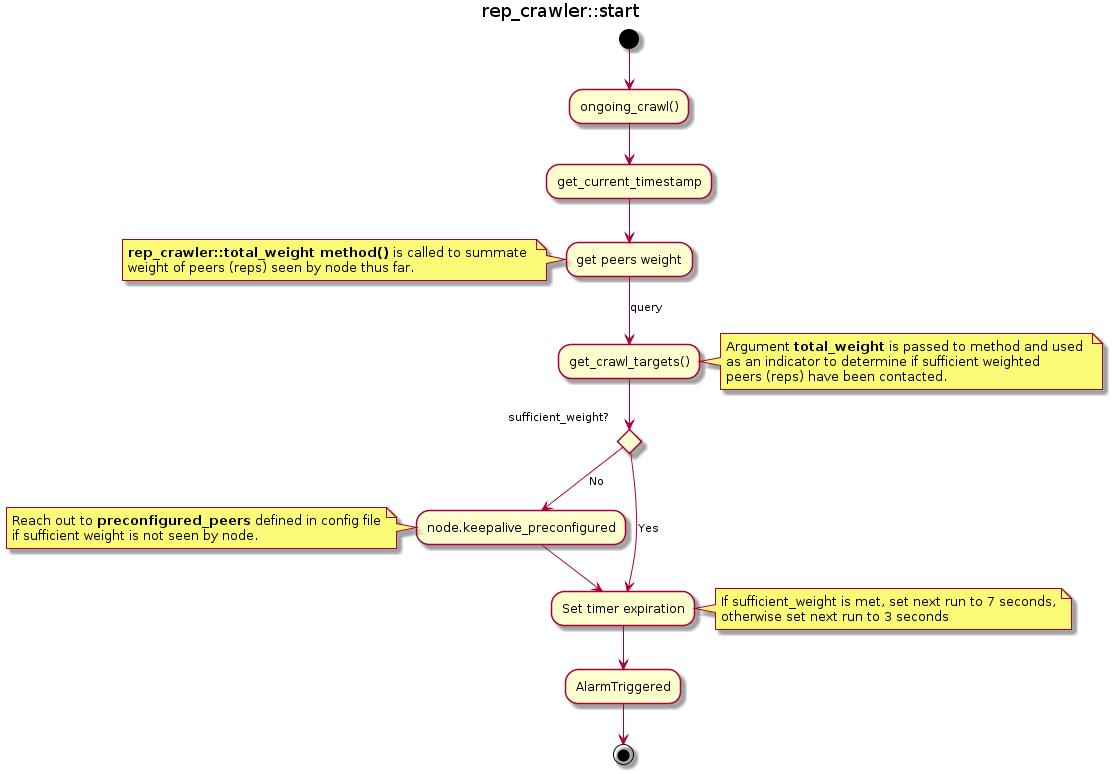 rep_crawler::start
ongoing_crawl()
get_current_timestamp
rep_crawler::total_weight method() is called to summate
weight of peers (reps) seen by node thus far.
get peers weight
query
get_crawl_targets()
Argument total_weight is passed to method and used
as an indicator to determine if sufficient weighted
peers (reps) have been contacted.
sufficient_weight?
No
Reach out to preconfigured_peers defined in config file
if sufficient weight is not seen by node.
node.keepalive_preconfigured
Yes
Set timer expiration
If sufficient_weight is met, set next run to 7 seconds,
otherwise set next run to 3 seconds
AlarmTriggered